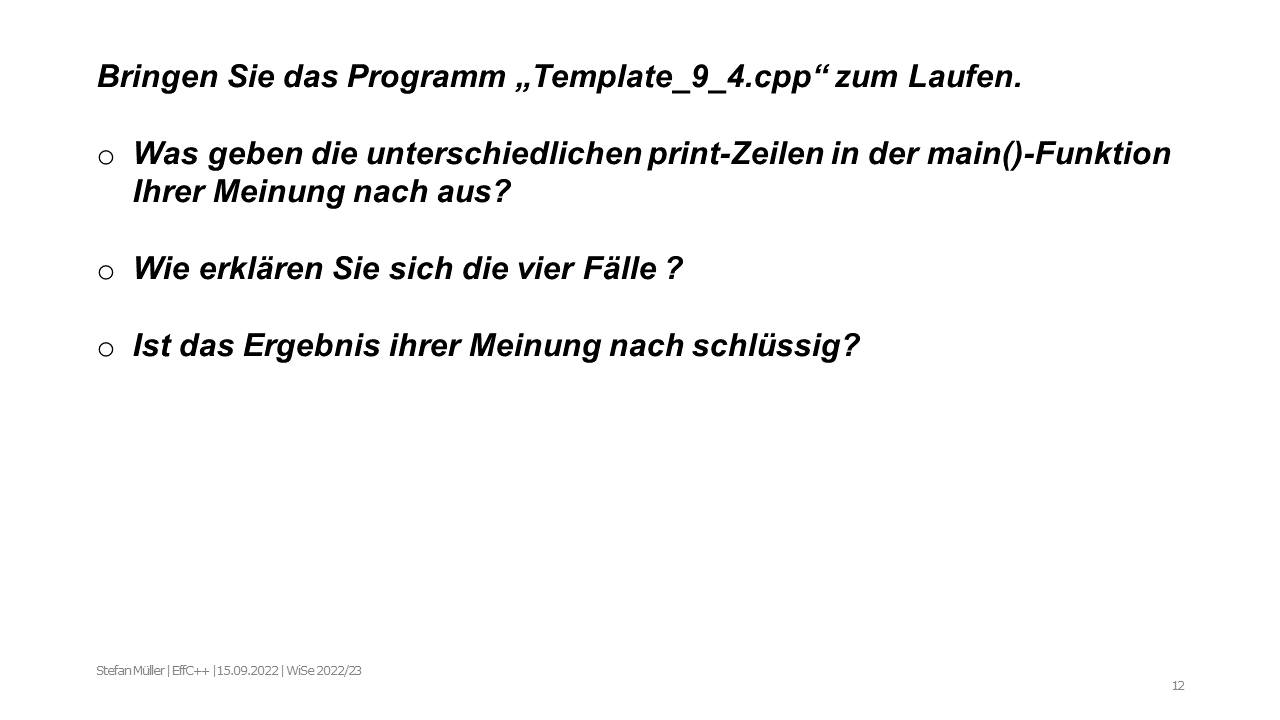 Bringen Sie das Programm „Template_9_4.cpp“ zum Laufen.
o Was geben die unterschiedlichen print-Zeilen in der main()-Funktion
Ihrer Meinung nach aus?
o Wie erklären Sie sich die vier Fälle ?
o Ist das Ergebnis ihrer Meinung nach schlüssig?
Stefan Müller | EffC++ |15.09.2022 | WiSe 2022/23
12